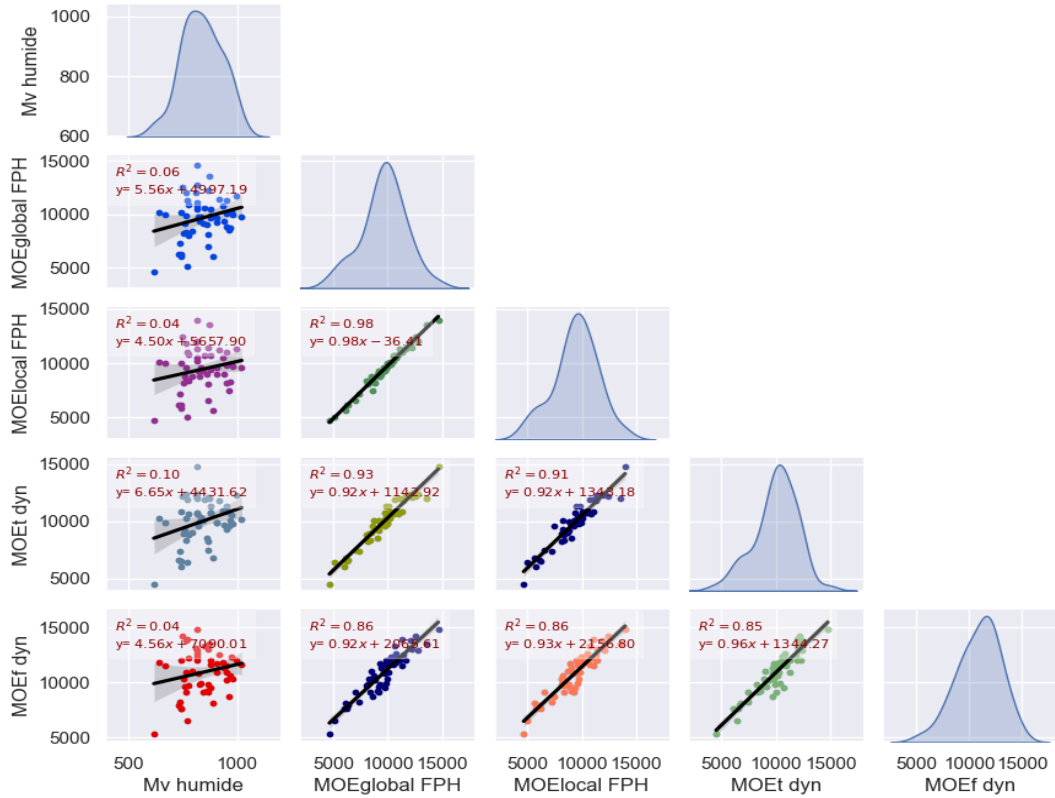 1000
800
600
Mv humide
15000
10000
5000
MOEglobal FPH
R² = 0.06
y= 5.56x + 4997.19
15000
10000
5000
MOElocal FPH
R² = 0.04
y= 4.50x + 5657.90
R² = 0.98
y= 0.98x − 36.41
15000
10000
5000
MOEt dyn
R² = 0.10
y= 6.65x + 4431.62
R² = 0.93
y= 0.92x + 1142.92
R² = 0.91
y= 0.92x + 1343.18
15000
10000
5000
MOEf dyn
R² = 0.04
y= 4.56x + 7090.01
R² = 0.86
R² = 0.86
y= 0.93x + 2156.80
R² = 0.85
y= 0.96x + 1344.27
500 1000
5000 10000 15000
5000 10000 15000
5000 10000 15000
5000 10000 15000
Mv humide
MOEglobal FPH
MOElocal FPH
MOEt dyn
MOEf dyn